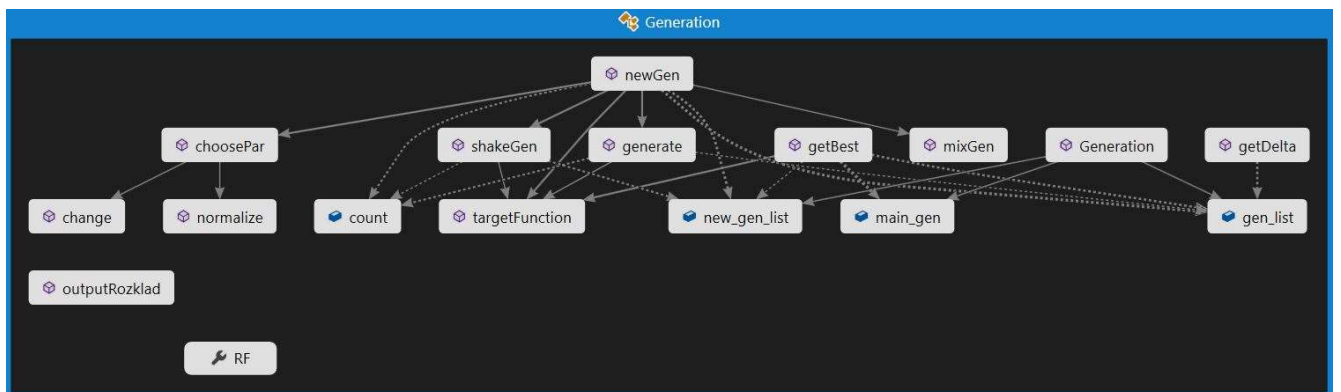 Generation
newGen
choosePar
shakeGen
generate
getBest
mixGen
Generation
getDelta
change
normalize
count
targetFunction
new_gen_list
main_gen
gen_list
outputRozklad
RF